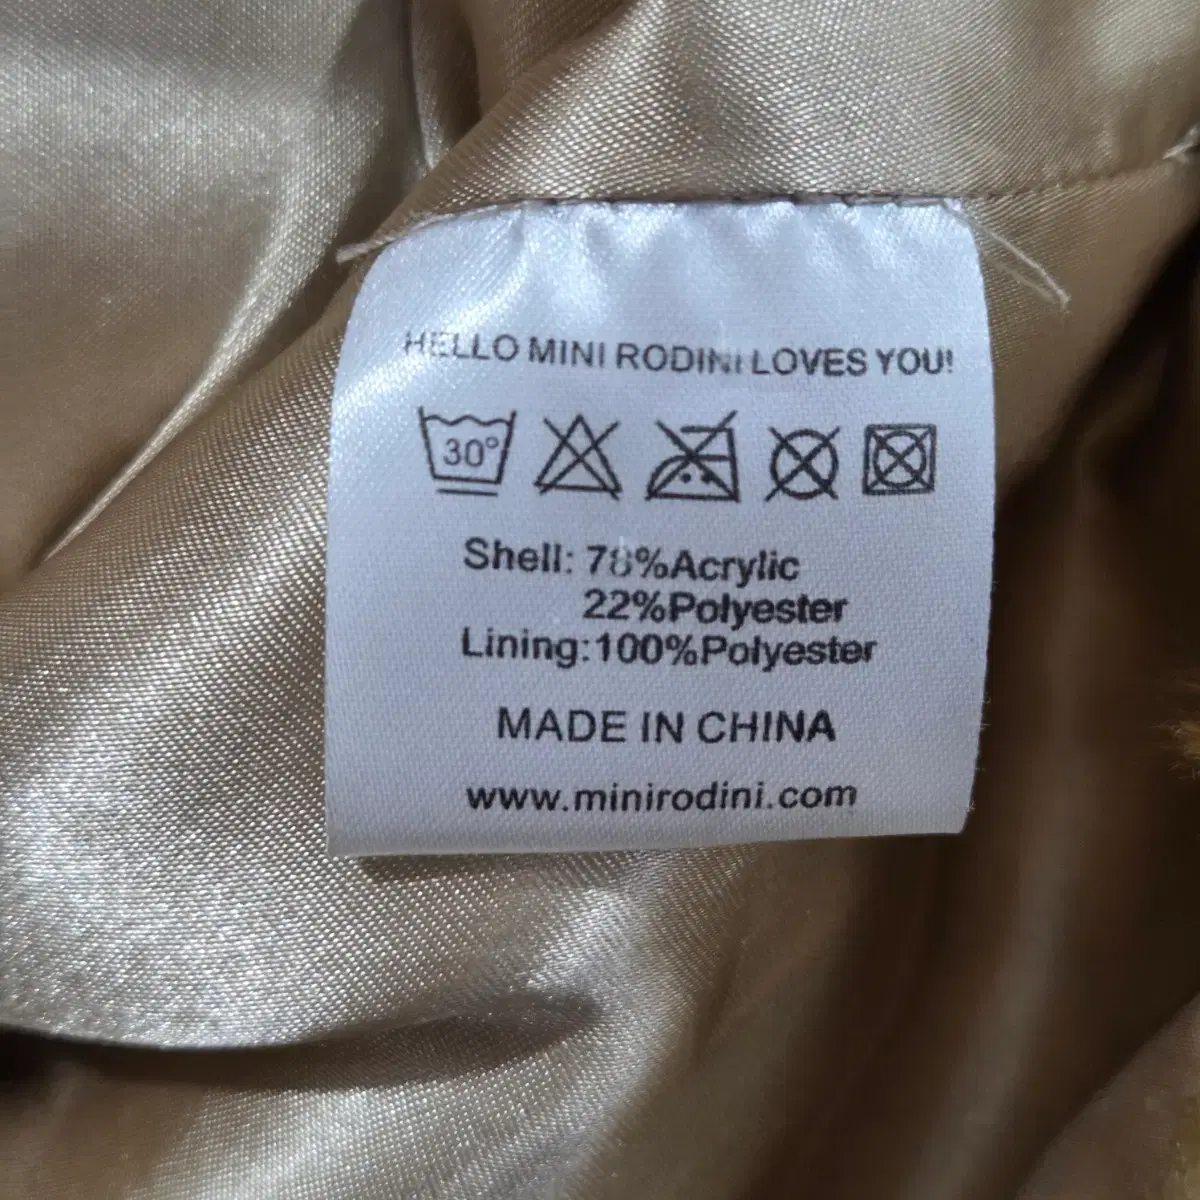 HELLO MINI RODINI LOVES YOU!
30°
Shell: 78%Acrylic
22%Polyester
Lining:100%Polyester
MADE IN CHINA
www.minirodini.com